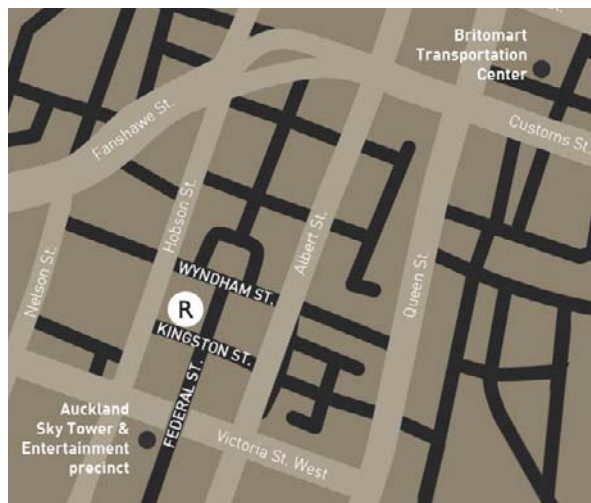 Britomart
Transportation
Center
Fanshawe St.
Customs St.
Hobson St.
Albert St.
Nelson St.
Queen St.
WYNDHAM ST.
R
KINGSTON ST.
FEDERAL ST.
Auckland
Sky Tower &
Entertainment
precinct
Victoria St. West